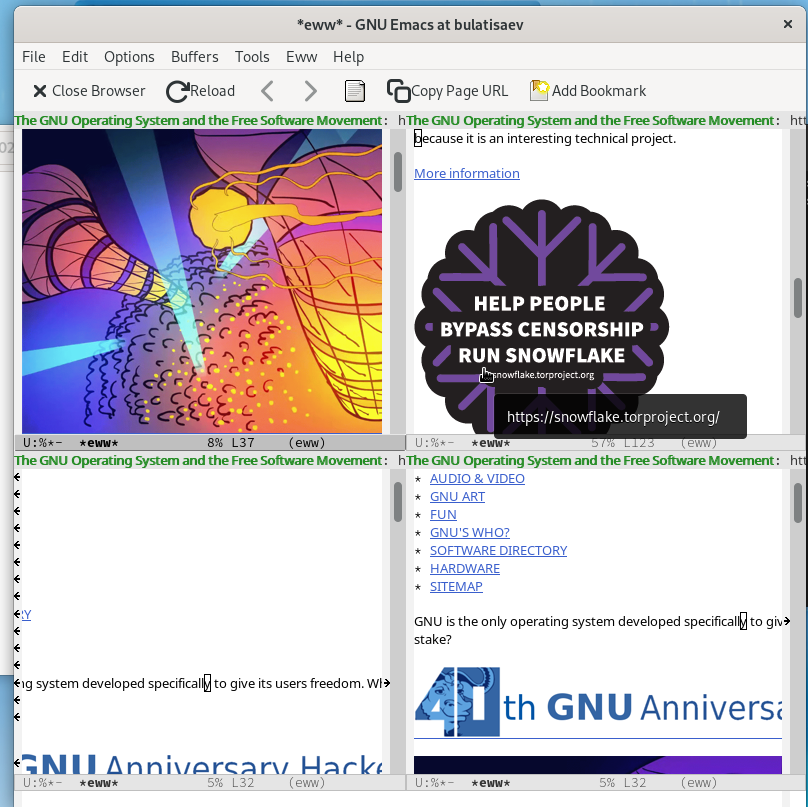 *eww* - GNU Emacs at bulatisaev
File Edit Options Buffers Tools Eww Help
Close Browser Reload Copy Page URL Add Bookmark
The GNU Operating System and the Free Software Movement: h
The GNU Operating System and the Free Software Movement: htt
because it is an interesting technical project.
More information
HELP PEOPLE
BYPASS CENSORSHIP
RUN SNOWFLAKE
snowflake.torproject.org
https://snowflake.torproject.org/
U:%*- *eww* 8% L37 (eww)
U:%*- *eww* 57% L123 (eww)
The GNU Operating System and the Free Software Movement: h
The GNU Operating System and the Free Software Movement: htt
RY
ng system developed specifically to give its users freedom. Wh
GNU Anniversary Hacke
U:%*- *eww* 5% L32 (eww)
* AUDIO & VIDEO
* GNU ART
* FUN
* GNU'S WHO?
* SOFTWARE DIRECTORY
* HARDWARE
* SITEMAP
GNU is the only operating system developed specifically to giv
stake?
40th GNU Anniversa
U:%*- *eww* 5% L32 (eww)